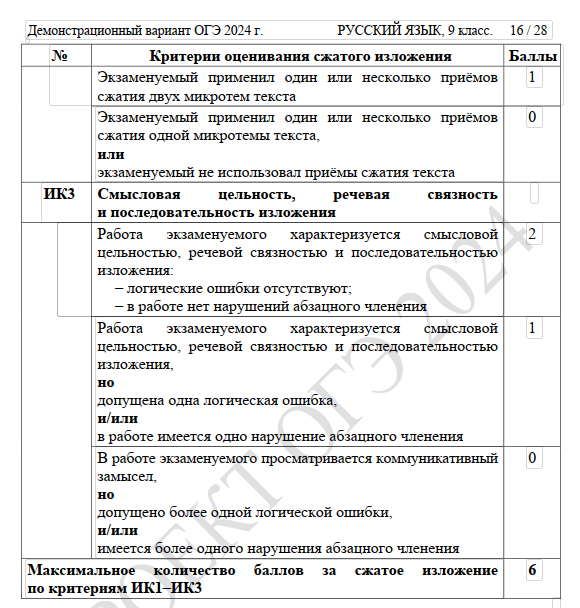 Демонстрационный вариант ОГЭ 2024 г. РУССКИЙ ЯЗЫК, 9 класс. 16 / 28
№ Критерии оценивания сжатого изложения Баллы
Экзаменуемый применил один или несколько приёмов 1
сжатия двух микротем текста
Экзаменуемый применил один или несколько приёмов 0
сжатия одной микротемы текста,
или
экзаменуемый не использовал приёмы сжатия текста
ИК3 Смысловая цельность, речевая связность
и последовательность изложения
Работа экзаменуемого характеризуется смысловой 2
цельностью, речевой связностью и последовательностью
изложения:
– логические ошибки отсутствуют;
– в работе нет нарушений абзацного членения
Работа экзаменуемого характеризуется смысловой 1
цельностью, речевой связностью и последовательностью
изложения,
но
допущена одна логическая ошибка,
и/или
в работе имеется одно нарушение абзацного членения
В работе экзаменуемого просматривается коммуникативный 0
замысел,
но
допущено более одной логической ошибки,
и/или
имеется более одного нарушения абзацного членения
Максимальное количество баллов за сжатое изложение 6
по критериям ИК1–ИК3
РОЕКТ ОГЭ 2024